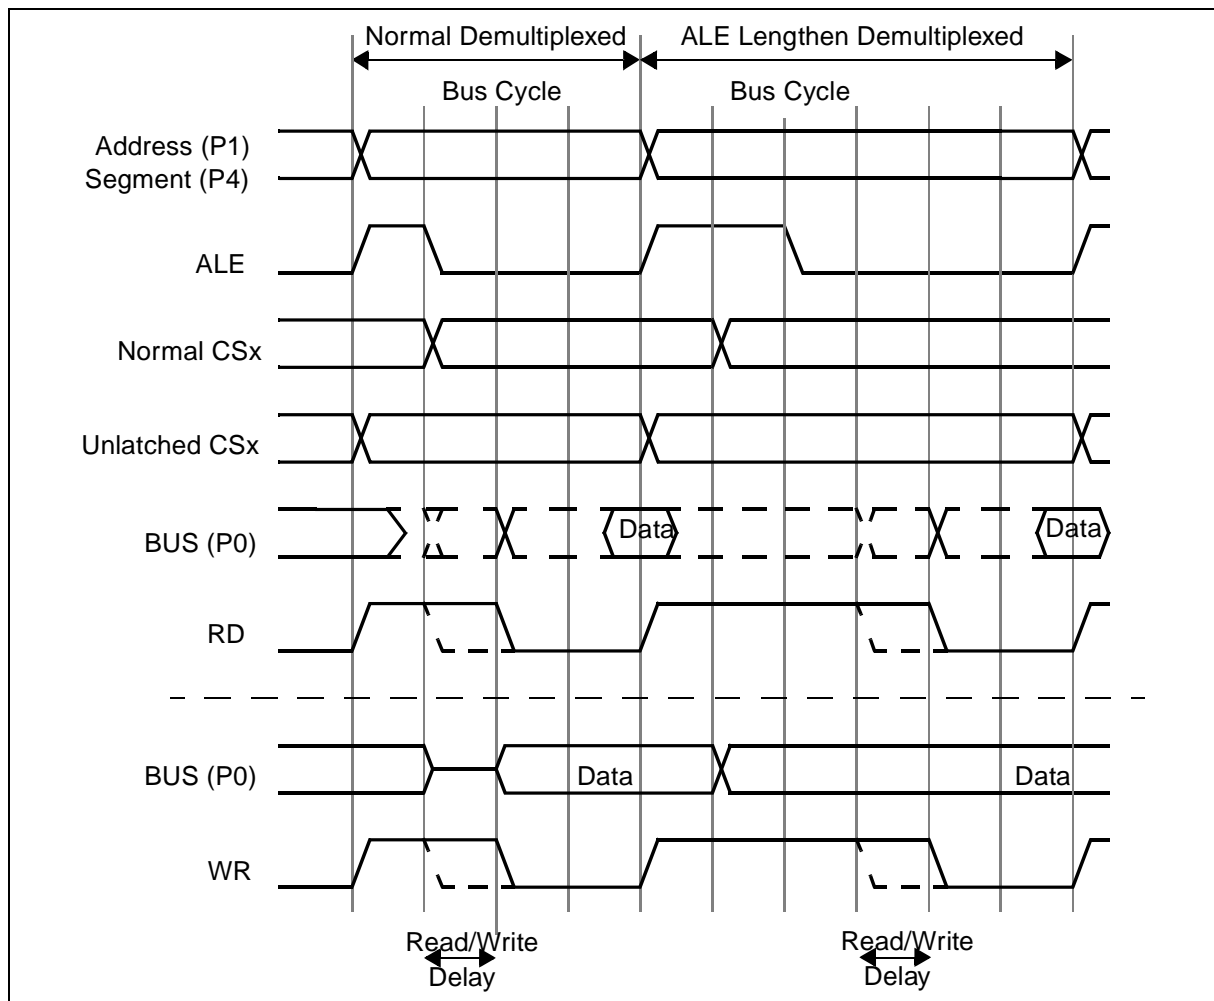 Normal Demultiplexed
ALE Lengthen Demultiplexed
Bus Cycle
Bus Cycle
Address (P1)
Segment (P4)
ALE
Normal CSx
Unlatched CSx
BUS (P0)
Data
Data
RD
BUS (P0)
Data
Data
WR
Read/Write
Delay
Read/Write
Delay